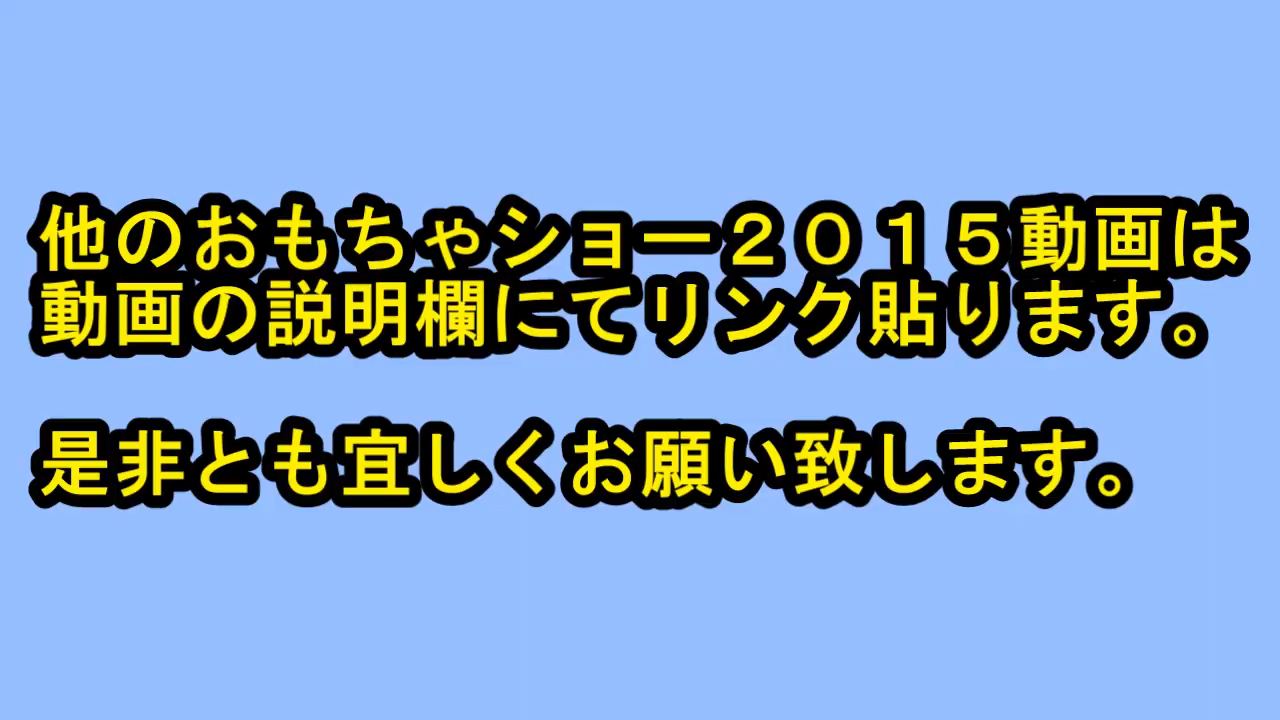 他のおもちゃショー２０１５動画は
動画の説明欄にてリンク貼ります。
是非とも宜しくお願い致します。